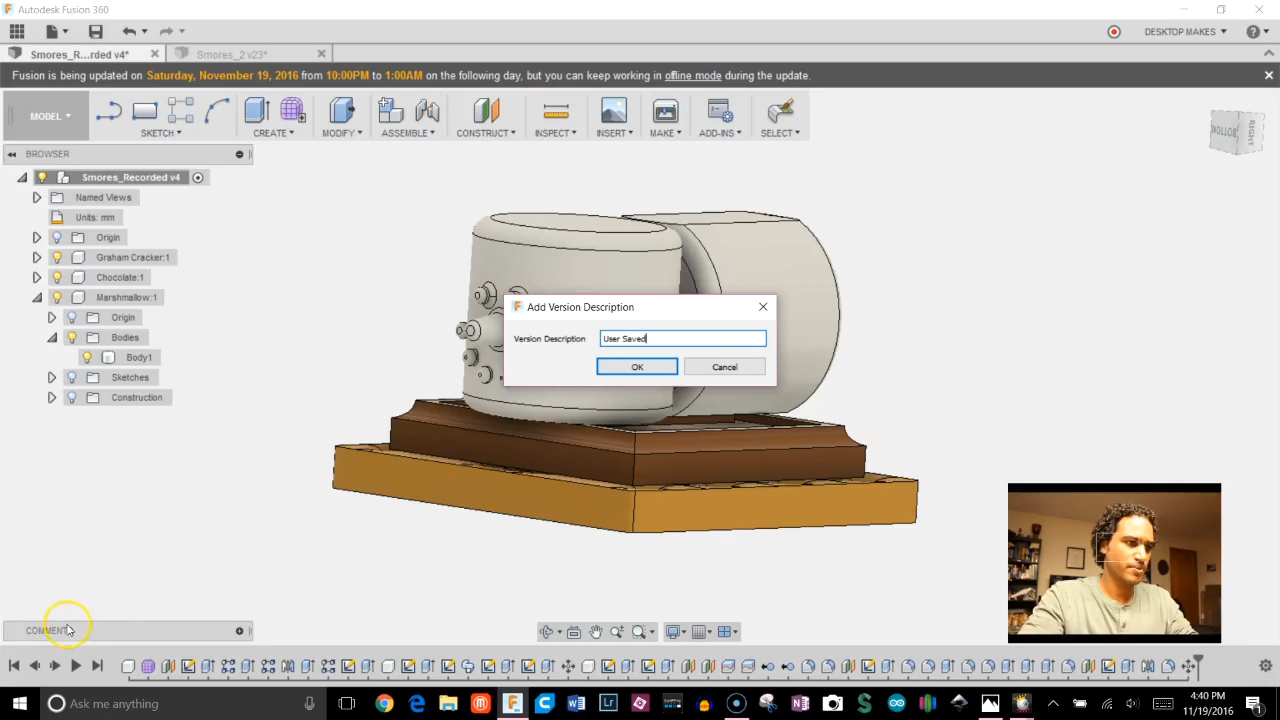 Autodesk Fusion 360
DESKTOP MAKES
Smores_R...rded v4*
Smores_2 v23*
Fusion is being updated on Saturday, November 19, 2016 from 10:00PM to 1:00AM on the following day, but you can keep working in offline mode during the update.
MODEL
SKETCH
CREATE
MODIFY
ASSEMBLE
CONSTRUCT
INSPECT
INSERT
MAKE
ADD-INS
SELECT
BOTTOM
RIGHT
BROWSER
Smores_Recorded v4
Named Views
Units: mm
Origin
Graham Cracker:1
Chocolate:1
Marshmallow:1
Origin
Bodies
Body1
Sketches
Construction
Add Version Description
Version Description
User Saved
OK
Cancel
COMMENT
Ask me anything
Lr
4:40 PM
11/19/2016